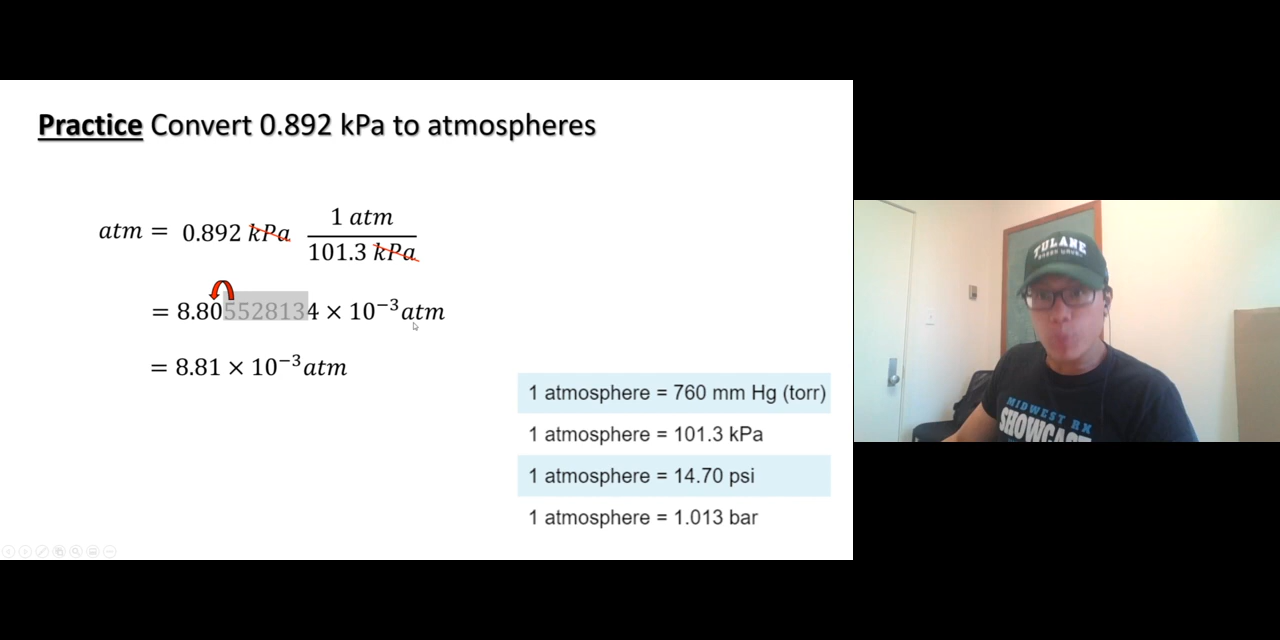 Practice Convert 0.892 kPa to atmospheres
atm = 0.892 kPa 1 atm / 101.3 kPa
= 8.805528134 × 10⁻³ atm
= 8.81 × 10⁻³ atm
1 atmosphere = 760 mm Hg (torr)
1 atmosphere = 101.3 kPa
1 atmosphere = 14.70 psi
1 atmosphere = 1.013 bar
TULANE
MIDWEST RX
SHOWCASE